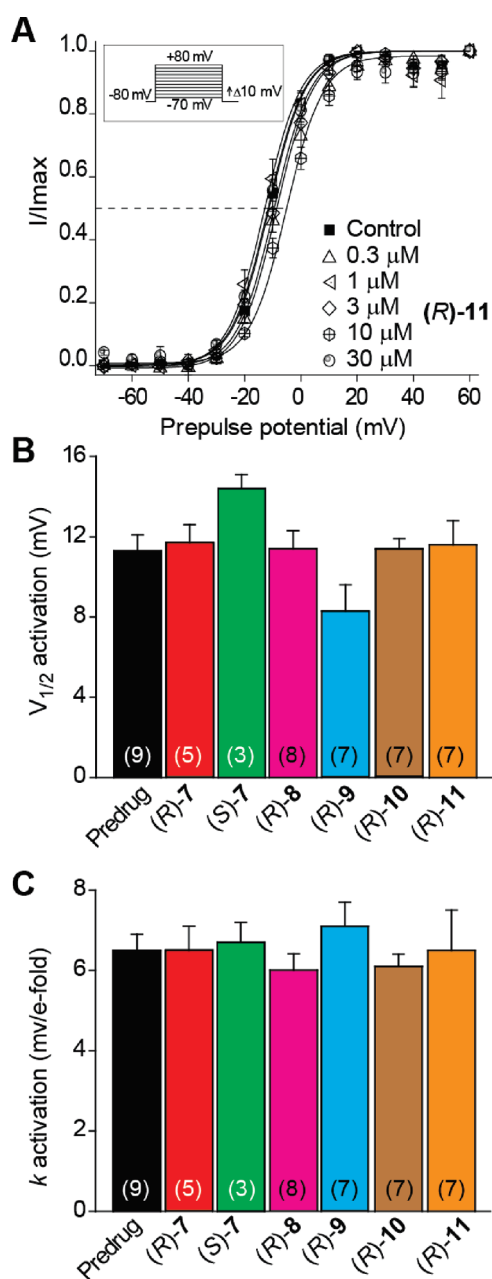 A
+80 mV
-80 mV
Δ10 mV
-70 mV
I/Imax
1.0
0.8
0.6
0.4
0.2
0.0
Control
0.3 μM
1 μM
3 μM
10 μM
30 μM
(R)-11
-60 -40 -20 0 20 40 60
Prepulse potential (mV)
B
V1/2 activation (mV)
16
12
8
4
0
(9) (5) (3) (8) (7) (7) (7)
Predrug (R)-7 (S)-7 (R)-8 (R)-9 (R)-10 (R)-11
C
k activation (mv/e-fold)
8
6
4
2
0
(9) (5) (3) (8) (7) (7) (7)
Predrug (R)-7 (S)-7 (R)-8 (R)-9 (R)-10 (R)-11